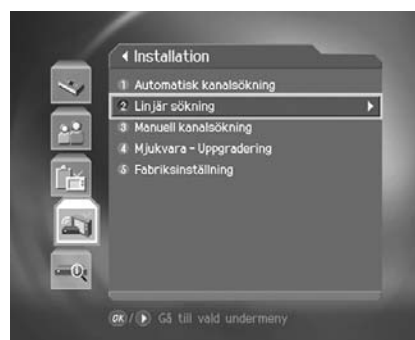 Installation
1 Automatisk kanalsökning
2 Linjär sökning
3 Manuell kanalsökning
4 Mjukvara - Uppgradering
5 Fabriksinställning
OK / Gå till vald undermeny